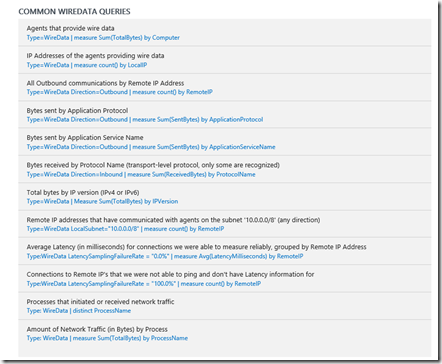 COMMON WIREDATA QUERIES
Agents that provide wire data
Type=WireData | measure Sum(TotalBytes) by Computer
IP Addresses of the agents providing wire data
Type=WireData | measure count() by LocalIP
All Outbound communications by Remote IP Address
Type=WireData Direction=Outbound | measure count() by RemoteIP
Bytes sent by Application Protocol
Type=WireData Direction=Outbound | measure Sum(SentBytes) by ApplicationProtocol
Bytes sent by Application Service Name
Type=WireData Direction=Outbound | measure Sum(SentBytes) by ApplicationServiceName
Bytes received by Protocol Name (transport-level protocol, only some are recognized)
Type=WireData Direction=Inbound | measure Sum(ReceivedBytes) by ProtocolName
Total bytes by IP version (IPv4 or IPv6)
Type=WireData | Measure Sum(TotalBytes) by IPVersion
Remote IP addresses that have communicated with agents on the subnet '10.0.0.0/8' (any direction)
Type=WireData LocalSubnet="10.0.0.0/8" | measure count() by RemoteIP
Average Latency (in milliseconds) for connections we were able to measure reliably, grouped by Remote IP Address
Type:WireData LatencySamplingFailureRate = "0.0%" | measure Avg(LatencyMilliseconds) by RemoteIP
Connections to Remote IP's that we were not able to ping and don't have Latency information for
Type:WireData LatencySamplingFailureRate = "100.0%" | measure count() by RemoteIP
Processes that initiated or received network traffic
Type: WireData | distinct ProcessName
Amount of Network Traffic (in Bytes) by Process
Type: WireData | measure Sum(TotalBytes) by ProcessName